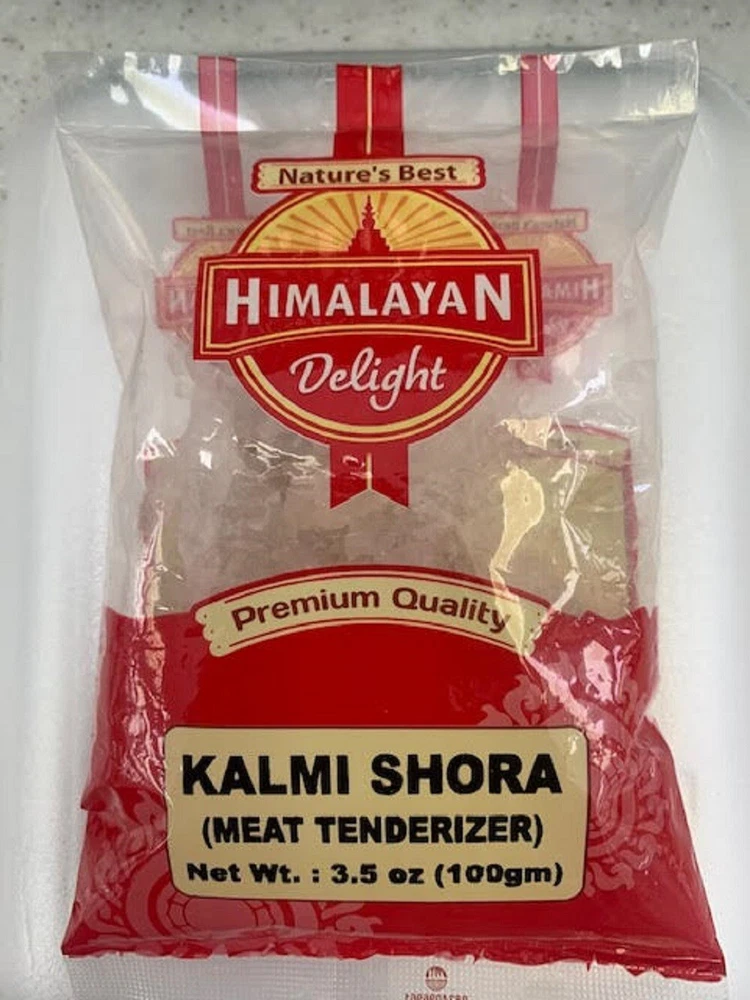 Nature's Best
HIMALAYAN
Delight
Premium Quality
KALMI SHORA
(MEAT TENDERIZER)
Net Wt. : 3.5 oz (100gm)